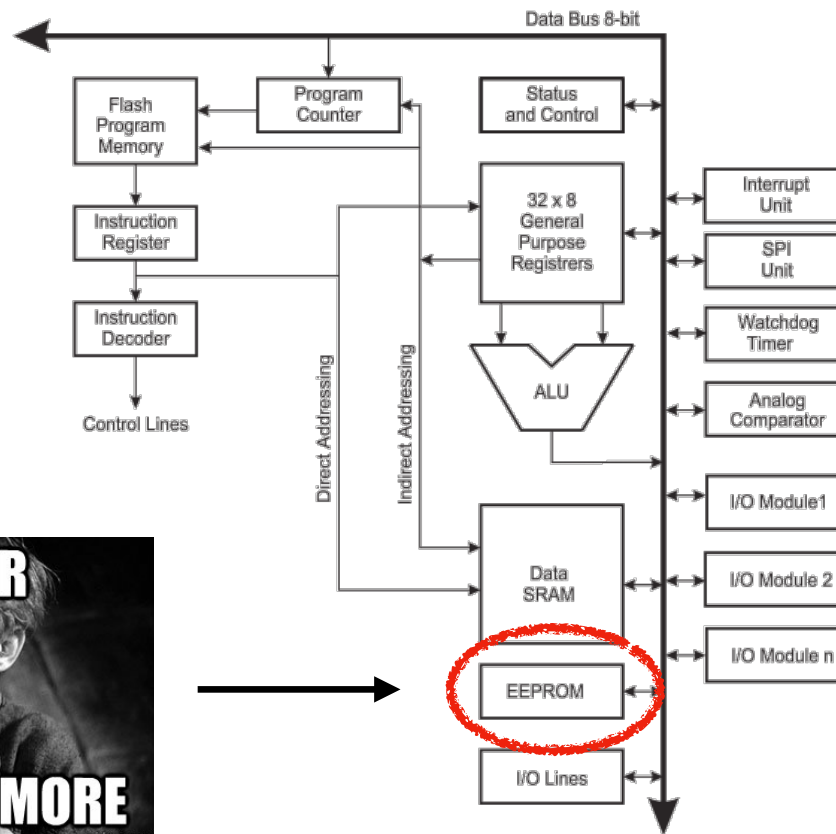 Data Bus 8-bit
Flash
Program
Memory
Program
Counter
Status
and Control
Instruction
Register
32 x 8
General
Purpose
Registrers
Interrupt
Unit
SPI
Unit
Instruction
Decoder
Watchdog
Timer
Control Lines
Direct Addressing
Indirect Addressing
ALU
Analog
Comparator
I/O Module1
Data
SRAM
I/O Module 2
I/O Module n
EEPROM
I/O Lines
R
MORE